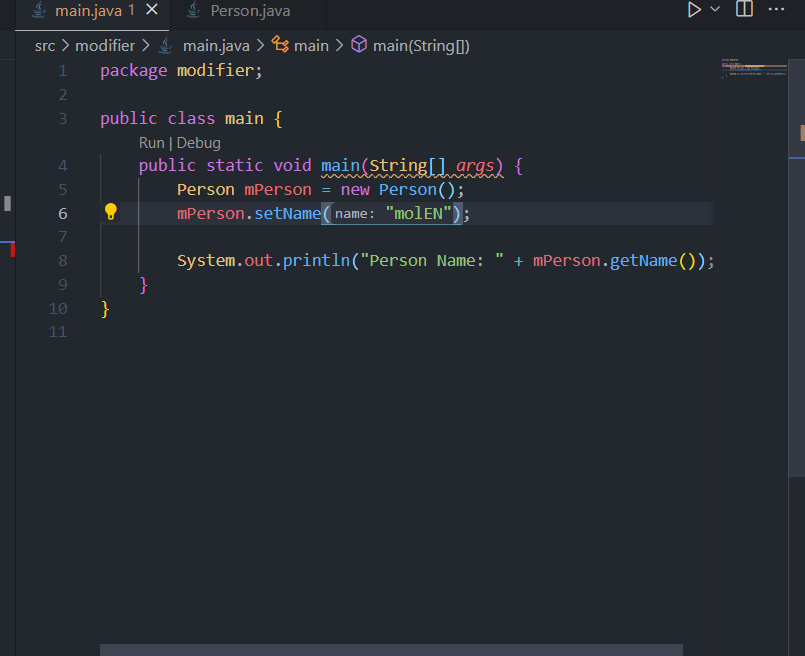 main.java 1 Person.java
src > modifier > main.java > main > main(String[])
1 package modifier;
2
3 public class main {
Run | Debug
4 public static void main(String[] args) {
5 Person mPerson = new Person();
6 mPerson.setName(name: "molEN");
7
8 System.out.println("Person Name: " + mPerson.getName());
9 }
10 }
11